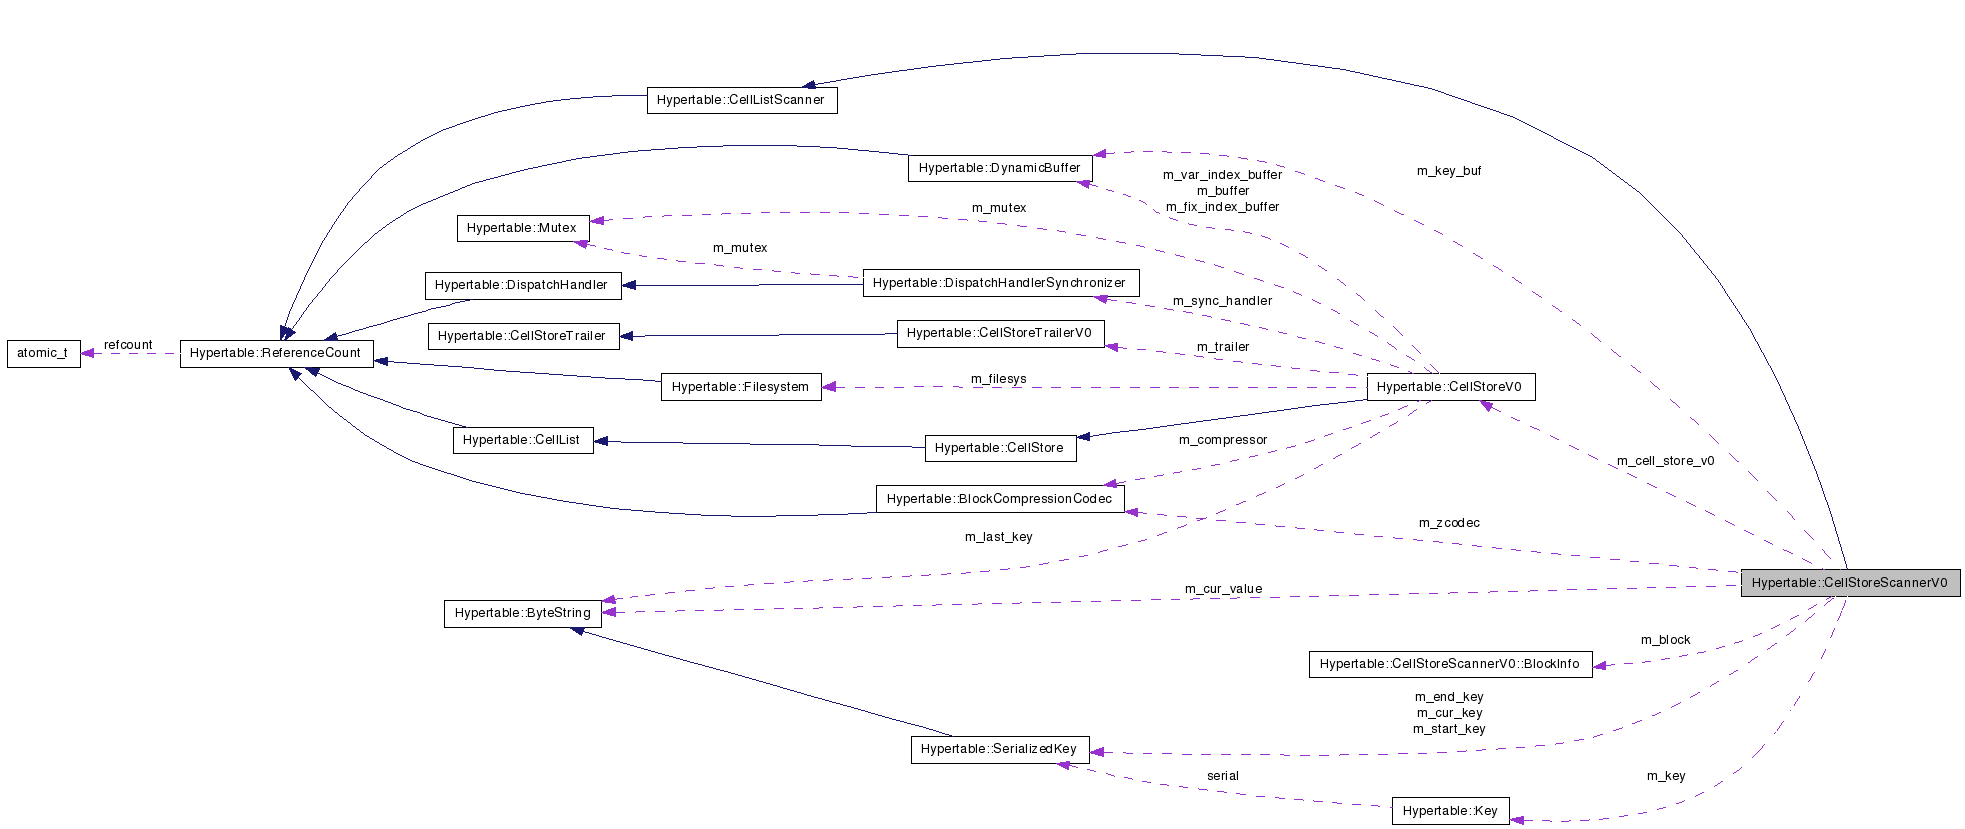 Hypertable::CellListScanner
Hypertable::DynamicBuffer
m_key_buf
m_var_index_buffer
m_buffer
m_fix_index_buffer
m_mutex
Hypertable::Mutex
m_mutex
Hypertable::DispatchHandler
Hypertable::DispatchHandlerSynchronizer
m_sync_handler
Hypertable::CellStoreTrailer
Hypertable::CellStoreTrailerV0
m_trailer
atomic_t
refcount
Hypertable::ReferenceCount
Hypertable::Filesystem
m_filesys
Hypertable::CellStoreV0
Hypertable::CellList
Hypertable::CellStore
m_compressor
m_cell_store_v0
Hypertable::BlockCompressionCodec
m_zcodec
m_last_key
Hypertable::CellStoreScannerV0
m_cur_value
Hypertable::ByteString
m_block
Hypertable::CellStoreScannerV0::BlockInfo
m_end_key
m_cur_key
m_start_key
Hypertable::SerializedKey
serial
m_key
Hypertable::Key